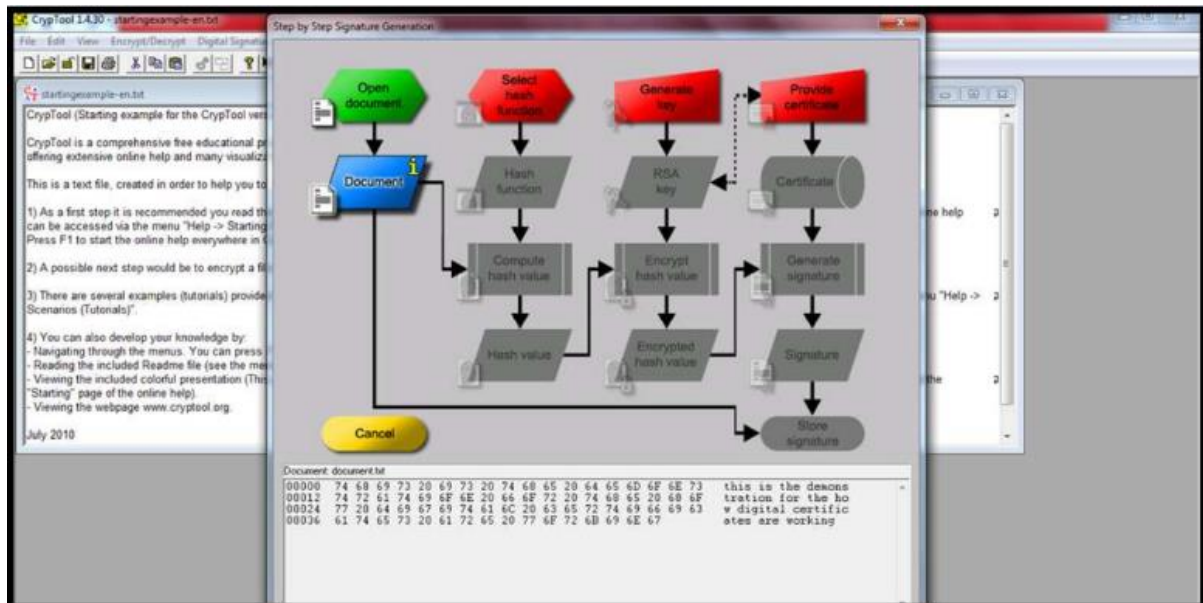 CrypTool 1.4.30 - startingexample-en.txt
File Edit View Encrypt/Decrypt Digital
Step by Step Signature Generation
startingexample-en.txt
CrypTool (Starting example for the CrypTool
CrypTool is a comprehensive free educational
offering extensive online help and many
This is a text file, created in order to help you to
1) As a first step it is recommended you read
can be accessed via the menu "Help -> Starting
Press F1 to start the online help everywhere in
2) A possible next step would be to encrypt a
3) There are several examples (tutorials)
Scenarios (Tutorials)".
4) You can also develop your knowledge by:
- Navigating through the menus. You can press
- Reading the included Readme file (see the
- Viewing the included colorful presentation
"Starting" page of the online help).
- Viewing the webpage www.cryptool.org.
July 2010
help
"Help ->
the
Open document
Select hash function
Generate key
Provide certificate
Document
i
Hash function
RSA key
Certificate
Compute hash value
Encrypt hash value
Generate signature
Hash value
Encrypted hash value
Signature
Cancel
Store signature
Document: document.txt
00000 74 68 69 73 20 69 73 20 74 68 65 20 64 65 6D 6F 6E 73 this is the demons
00012 74 72 61 74 69 6F 6E 20 66 6F 72 20 74 68 65 20 68 6F tration for the ho
00024 77 20 64 69 67 69 74 61 6C 20 63 65 72 74 69 66 69 63 w digital certific
00036 61 74 65 73 20 61 72 65 20 77 6F 72 6B 69 6E 67 ates are working